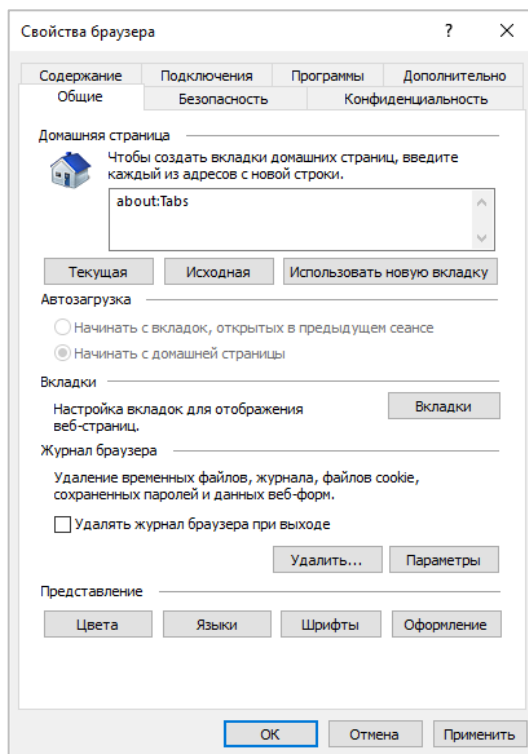 Свойства браузера
?
Содержание Подключения Программы Дополнительно
Общие Безопасность Конфиденциальность
Домашняя страница
Чтобы создать вкладки домашних страниц, введите
каждый из адресов с новой строки.
about:Tabs
Текущая Исходная Использовать новую вкладку
Автозагрузка
Начинать с вкладок, открытых в предыдущем сеансе
Начинать с домашней страницы
Вкладки
Настройка вкладок для отображения
веб-страниц.
Вкладки
Журнал браузера
Удаление временных файлов, журнала, файлов cookie,
сохраненных паролей и данных веб-форм.
Удалять журнал браузера при выходе
Удалить... Параметры
Представление
Цвета Языки Шрифты Оформление
ОК Отмена Применить